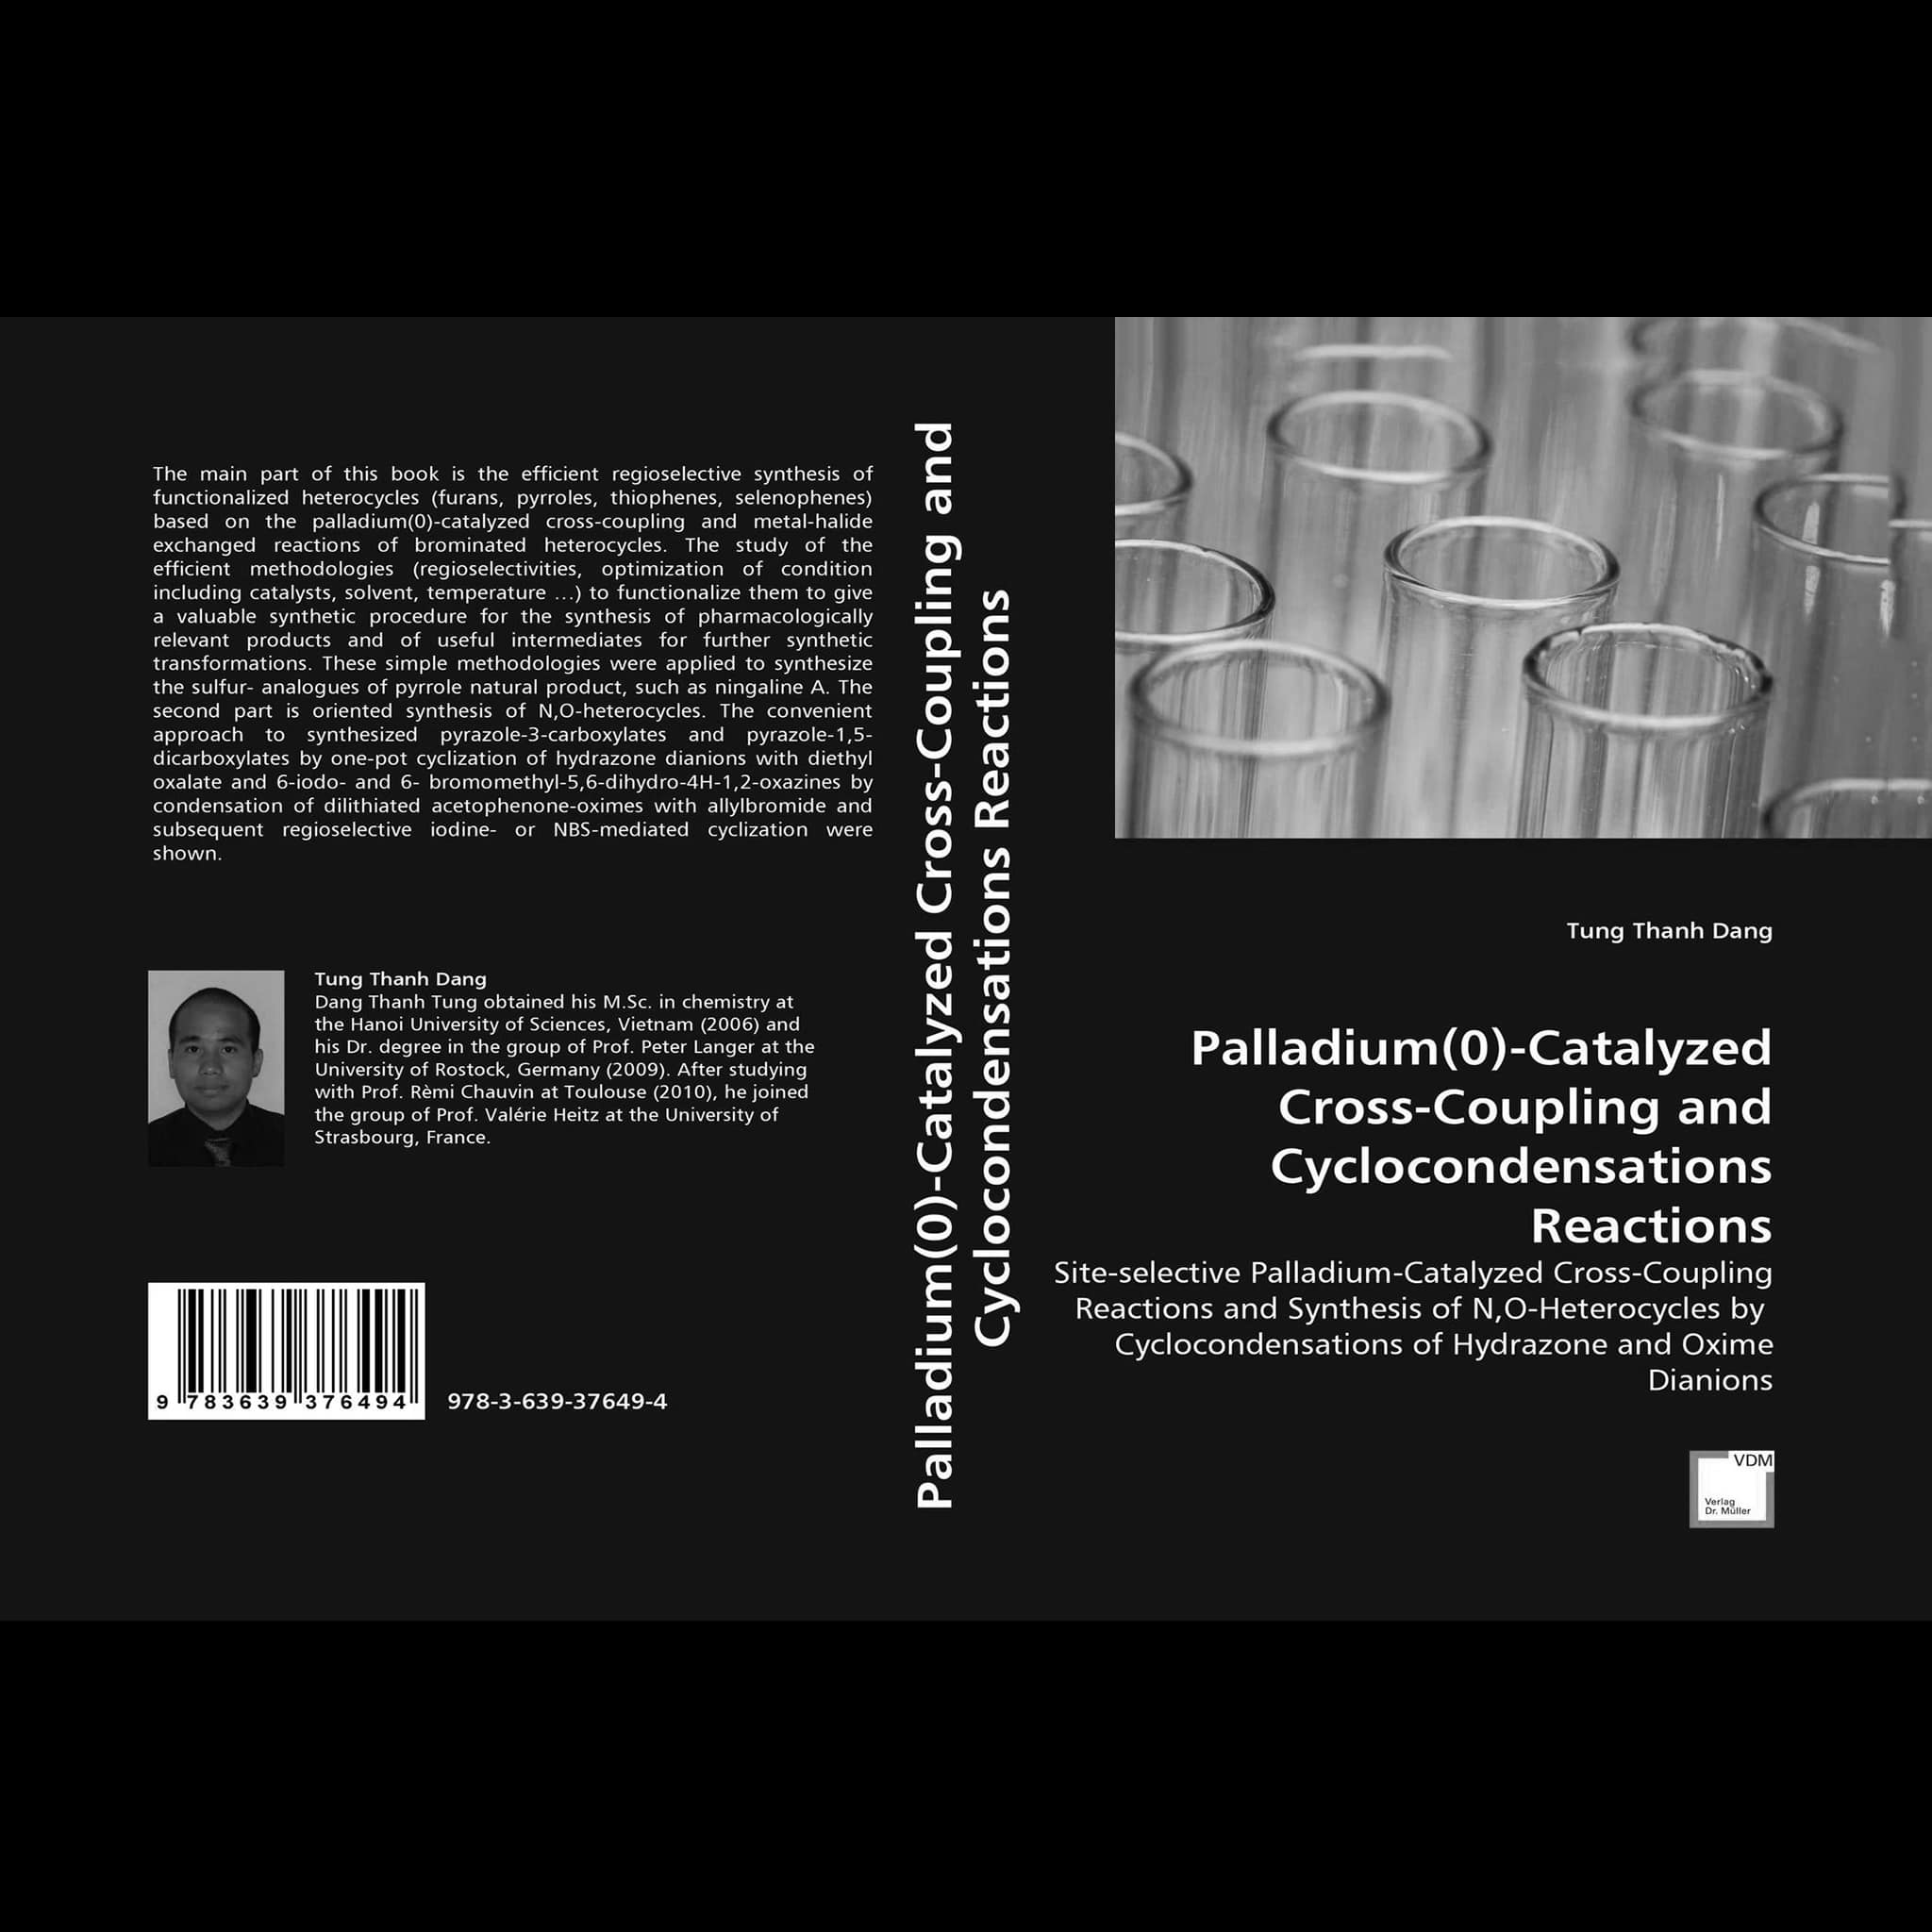 The main part of this book is the efficient regioselective synthesis of
functionalized heterocycles (furans, pyrroles, thiophenes, selenophenes)
based on the palladium(0)-catalyzed cross-coupling and metal-halide
exchanged reactions of brominated heterocycles. The study of the
efficient methodologies (regioselectivities, optimization of condition
including catalysts, solvent, temperature ...) to functionalize them to give
a valuable synthetic procedure for the synthesis of pharmacologically
relevant products and of useful intermediates for further synthetic
transformations. These simple methodologies were applied to synthesize
the sulfur- analogues of pyrrole natural product, such as ningaline A. The
second part is oriented synthesis of N,O-heterocycles. The convenient
approach to synthesized pyrazole-3-carboxylates and pyrazole-1,5-
dicarboxylates by one-pot cyclization of hydrazone dianions with diethyl
oxalate and 6-iodo- and 6- bromomethyl-5,6-dihydro-4H-1,2-oxazines by
condensation of dilithiated acetophenone-oximes with allylbromide and
subsequent regioselective iodine- or NBS-mediated cyclization were
shown.
Tung Thanh Dang
Dang Thanh Tung obtained his M.Sc. in chemistry at
the Hanoi University of Sciences, Vietnam (2006) and
his Dr. degree in the group of Prof. Peter Langer at the
University of Rostock, Germany (2009). After studying
with Prof. Rèmi Chauvin at Toulouse (2010), he joined
the group of Prof. Valérie Heitz at the University of
Strasbourg, France.
9 783639 376494
978-3-639-37649-4
Palladium(0)-Catalyzed Cross-Coupling and
Cyclocondensations Reactions
Tung Thanh Dang
Palladium(0)-Catalyzed
Cross-Coupling and
Cyclocondensations
Reactions
Site-selective Palladium-Catalyzed Cross-Coupling
Reactions and Synthesis of N,O-Heterocycles by
Cyclocondensations of Hydrazone and Oxime
Dianions
VDM
Verlag
Dr. Müller